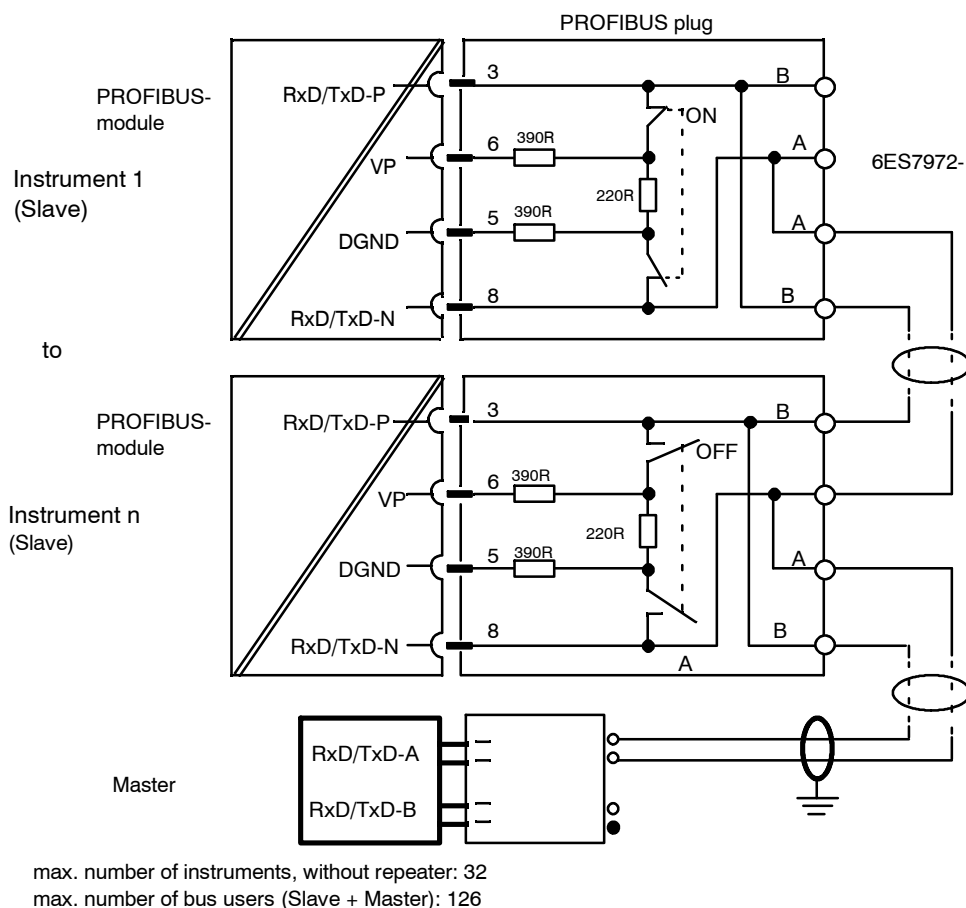 PROFIBUS plug
PROFIBUS-
module
Instrument 1
(Slave)
RxD/TxD-P
3
B
ON
VP
6
390R
A
6ES7972-
220R
DGND
5
390R
A
RxD/TxD-N
8
B
to
PROFIBUS-
module
Instrument n
(Slave)
RxD/TxD-P
3
B
OFF
VP
6
390R
220R
DGND
5
390R
A
RxD/TxD-N
8
B
A
Master
RxD/TxD-A
RxD/TxD-B
max. number of instruments, without repeater: 32
max. number of bus users (Slave + Master): 126